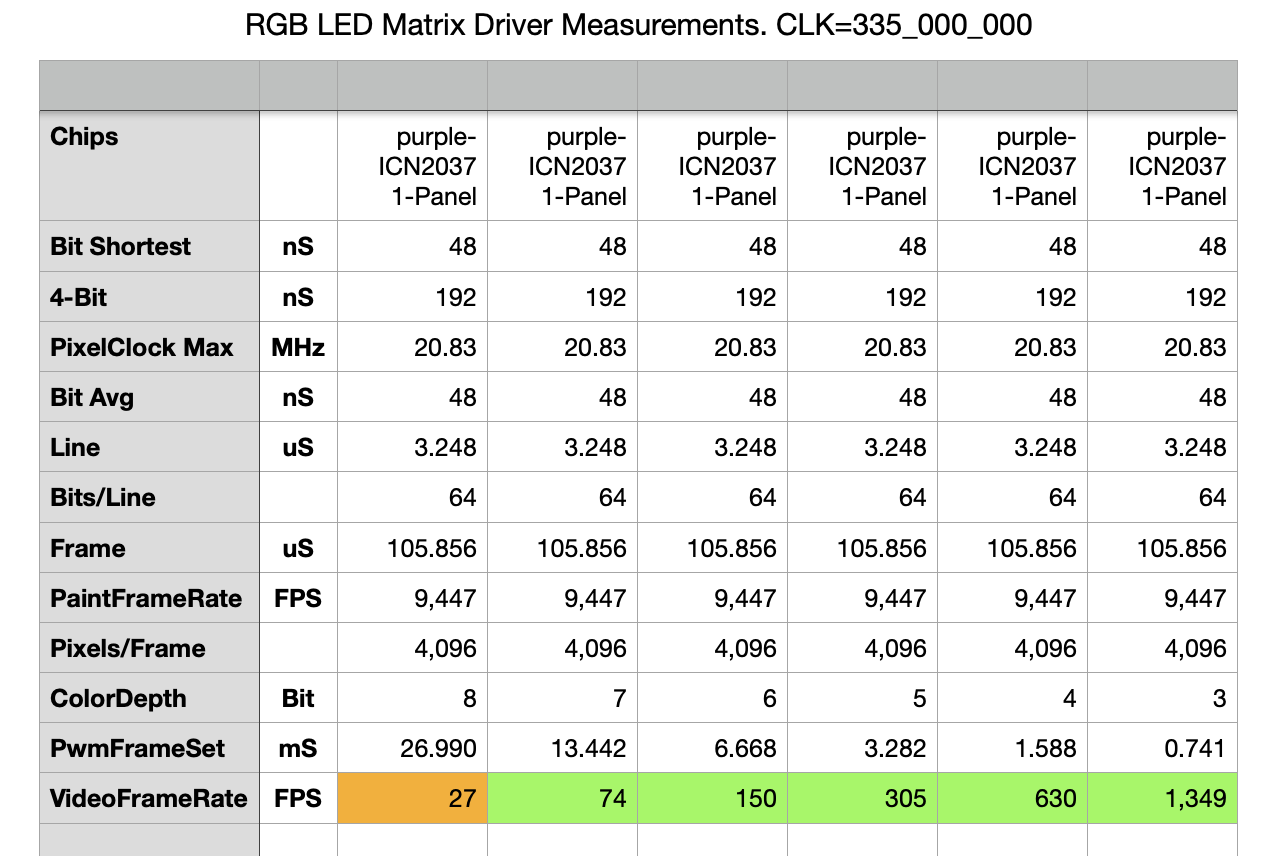 RGB LED Matrix Driver Measurements. CLK=335_000_000
Chips purple-ICN2037 1-Panel purple-ICN2037 1-Panel purple-ICN2037 1-Panel purple-ICN2037 1-Panel purple-ICN2037 1-Panel purple-ICN2037 1-Panel
Bit Shortest nS 48 48 48 48 48 48
4-Bit nS 192 192 192 192 192 192
PixelClock Max MHz 20.83 20.83 20.83 20.83 20.83 20.83
Bit Avg nS 48 48 48 48 48 48
Line uS 3.248 3.248 3.248 3.248 3.248 3.248
Bits/Line 64 64 64 64 64 64
Frame uS 105.856 105.856 105.856 105.856 105.856 105.856
PaintFrameRate FPS 9,447 9,447 9,447 9,447 9,447 9,447
Pixels/Frame 4,096 4,096 4,096 4,096 4,096 4,096
ColorDepth Bit 8 7 6 5 4 3
PwmFrameSet mS 26.990 13.442 6.668 3.282 1.588 0.741
VideoFrameRate FPS 27 74 150 305 630 1,349